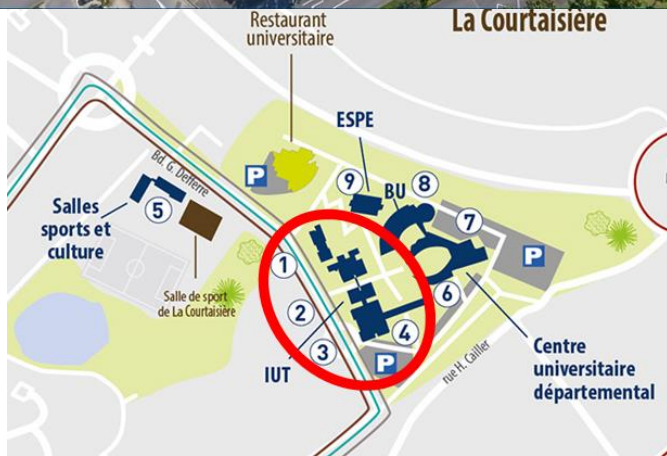 Restaurant
universitaire
La Courtaisière
ESPE
P
9
BU
8
Bd. G. Defferre
7
Salles
sports et
culture
5
P
1
Salle de sport
de La Courtaisière
2
6
3
4
IUT
P
rue H. Cailler
Centre
universitaire
départemental